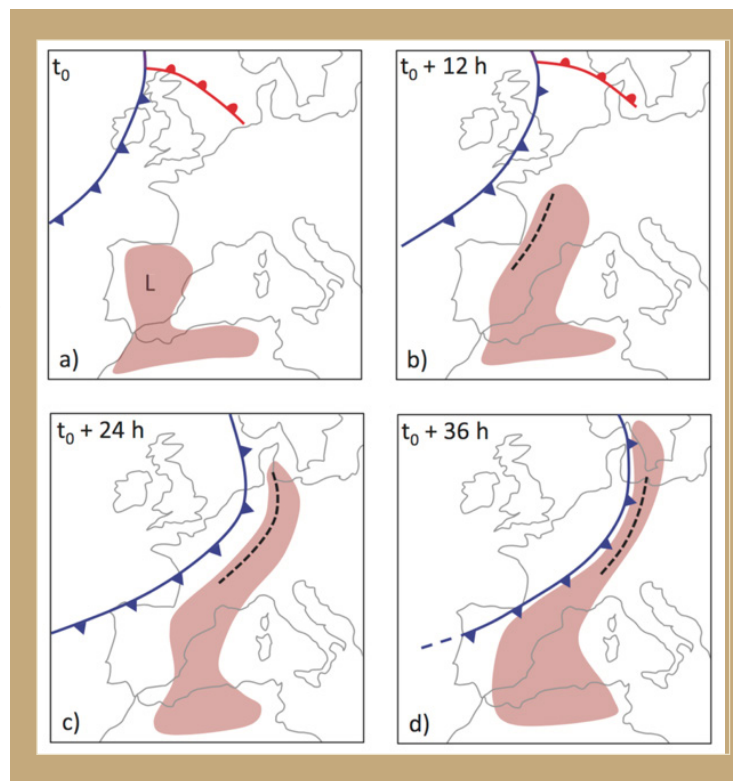 t₀
L
a)
t₀ + 12 h
b)
t₀ + 24 h
c)
t₀ + 36 h
d)